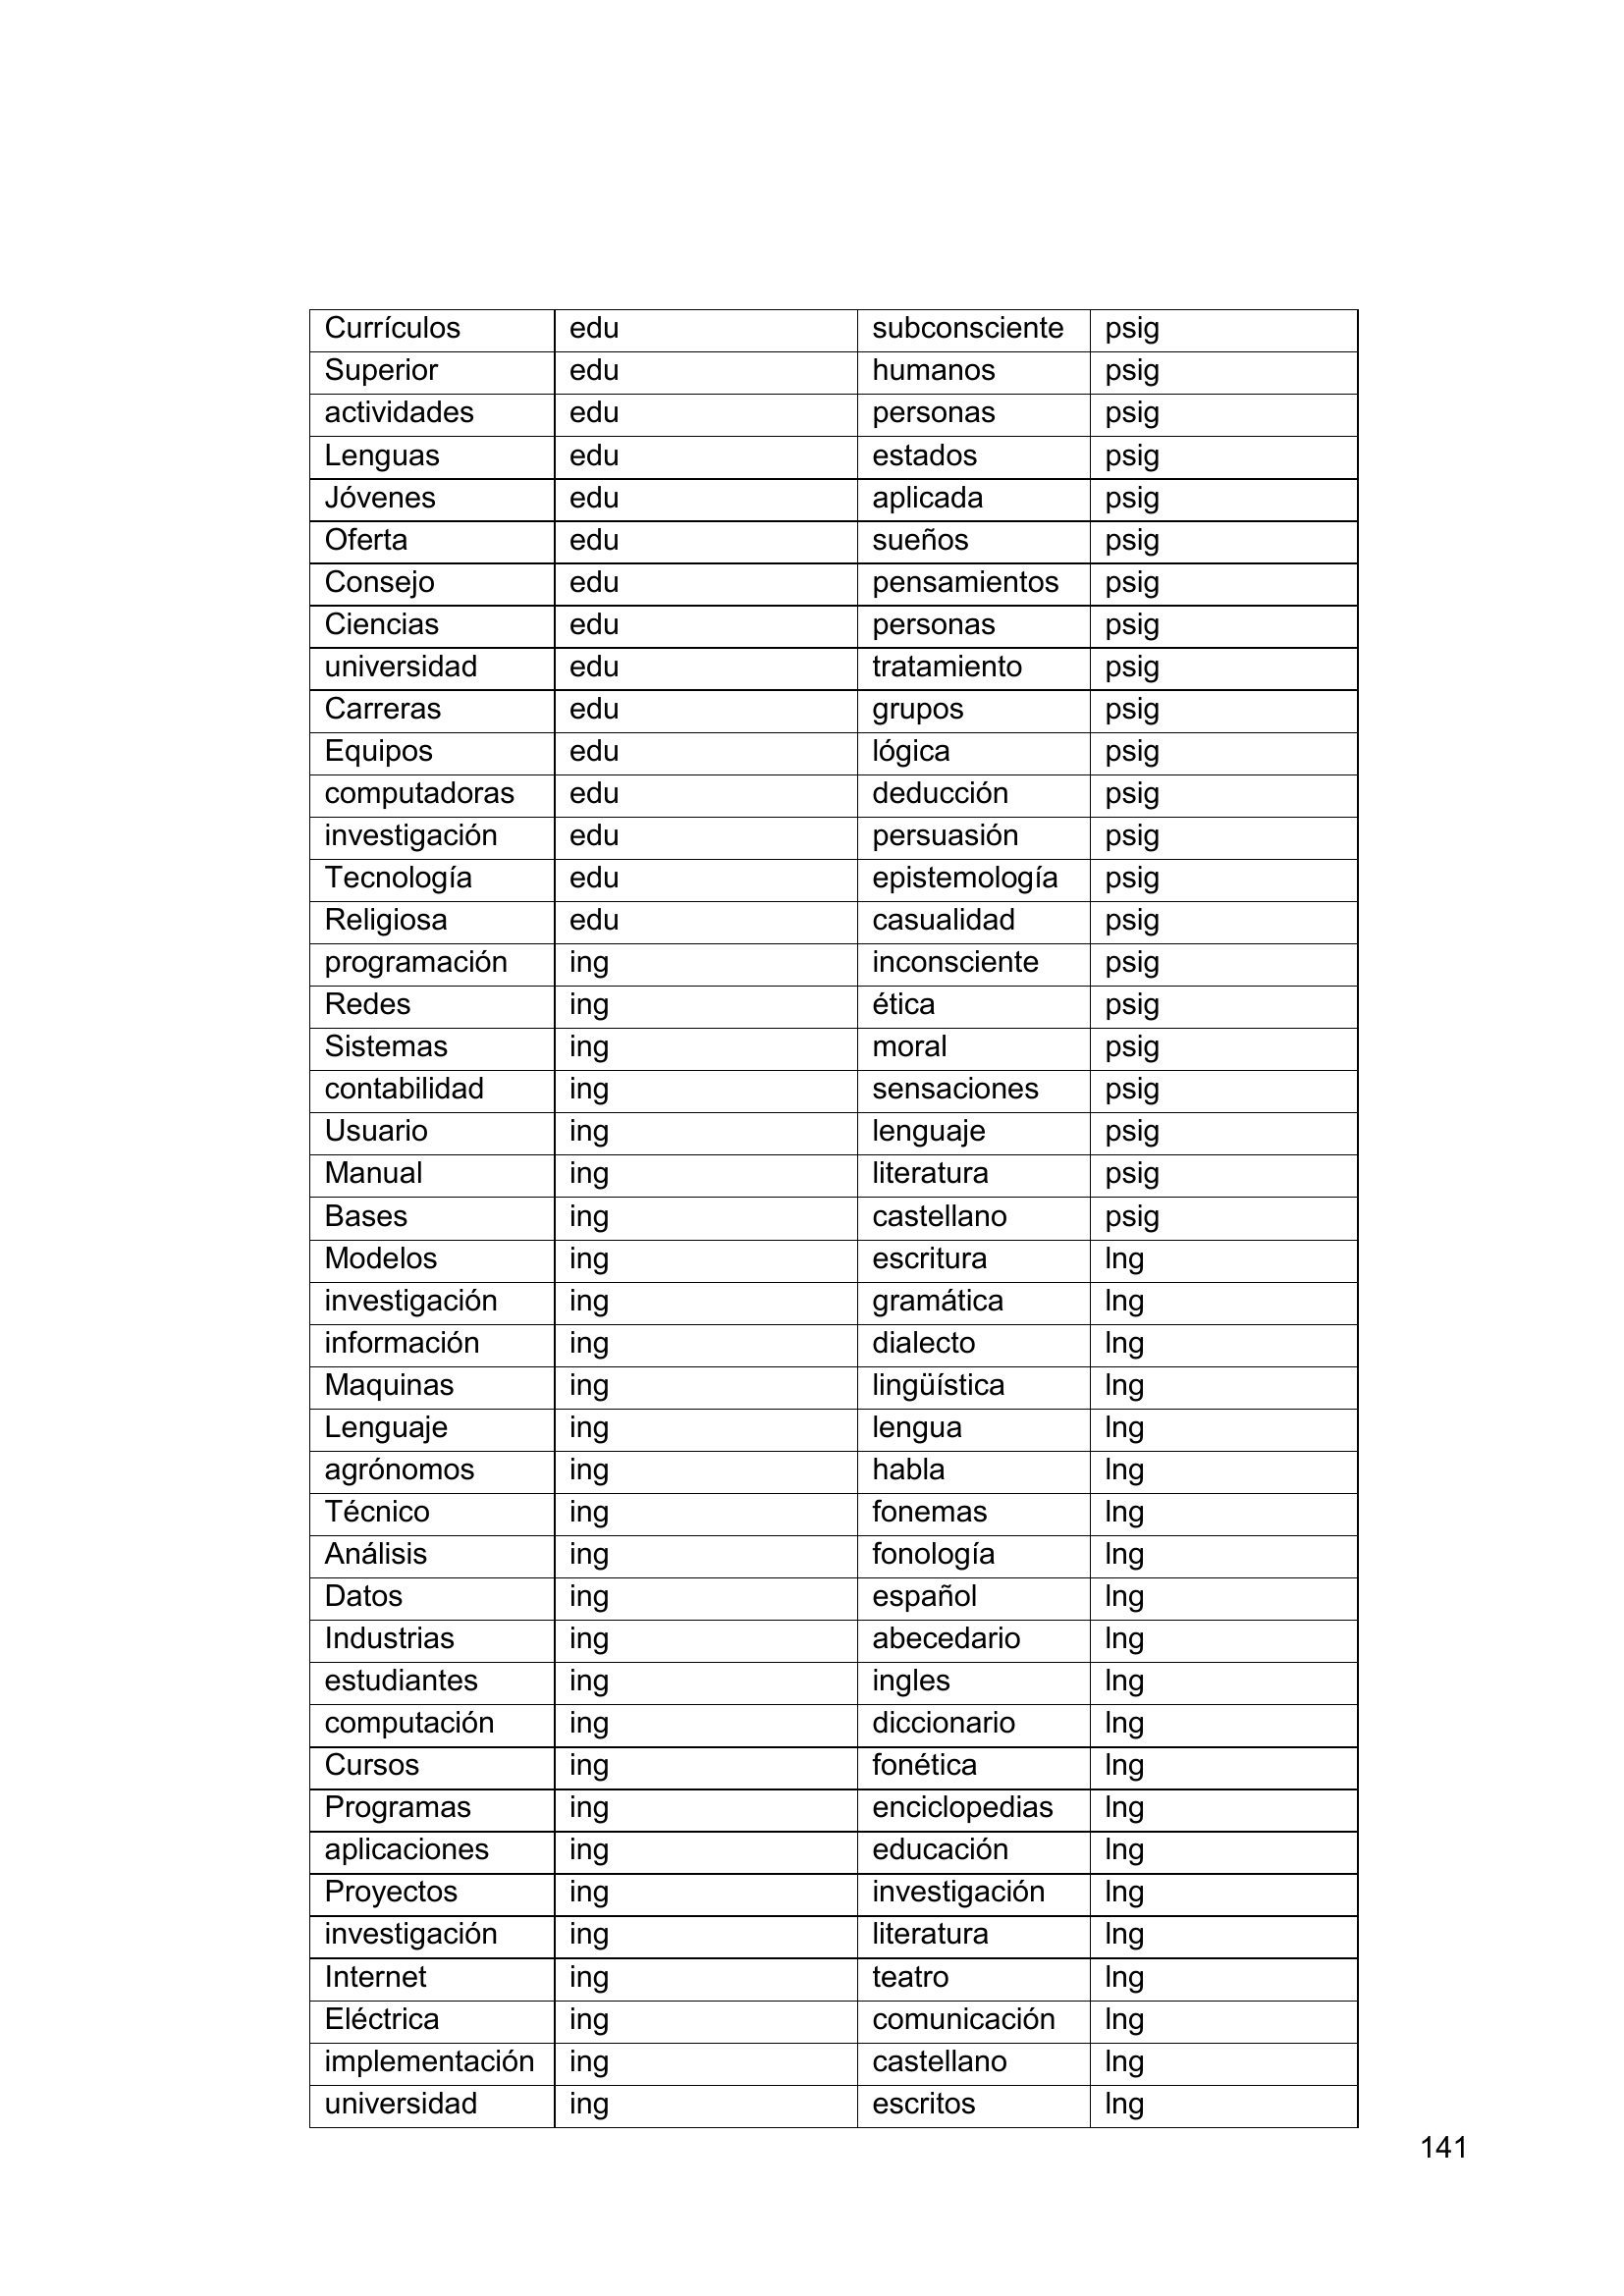 Currículos edu subconsciente psig
Superior edu humanos psig
actividades edu personas psig
Lenguas edu estados psig
Jóvenes edu aplicada psig
Oferta edu sueños psig
Consejo edu pensamientos psig
Ciencias edu personas psig
universidad edu tratamiento psig
Carreras edu grupos psig
Equipos edu lógica psig
computadoras edu deducción psig
investigación edu persuasión psig
Tecnología edu epistemología psig
Religiosa edu casualidad psig
programación ing inconsciente psig
Redes ing ética psig
Sistemas ing moral psig
contabilidad ing sensaciones psig
Usuario ing lenguaje psig
Manual ing literatura psig
Bases ing castellano psig
Modelos ing escritura lng
investigación ing gramática lng
información ing dialecto lng
Maquinas ing lingüística lng
Lenguaje ing lengua lng
agrónomos ing habla lng
Técnico ing fonemas lng
Análisis ing fonología lng
Datos ing español lng
Industrias ing abecedario lng
estudiantes ing ingles lng
computación ing diccionario lng
Cursos ing fonética lng
Programas ing enciclopedias lng
aplicaciones ing educación lng
Proyectos ing investigación lng
investigación ing literatura lng
Internet ing teatro lng
Eléctrica ing comunicación lng
implementación ing castellano lng
universidad ing escritos lng
141